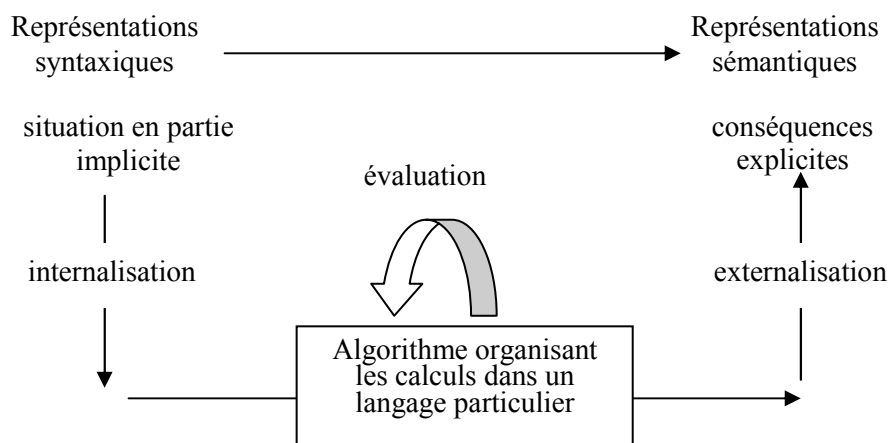 Représentations
syntaxiques
Représentations
sémantiques
situation en partie
implicite
conséquences
explicites
évaluation
internalisation
externalisation
Algorithme organisant
les calculs dans un
langage particulier